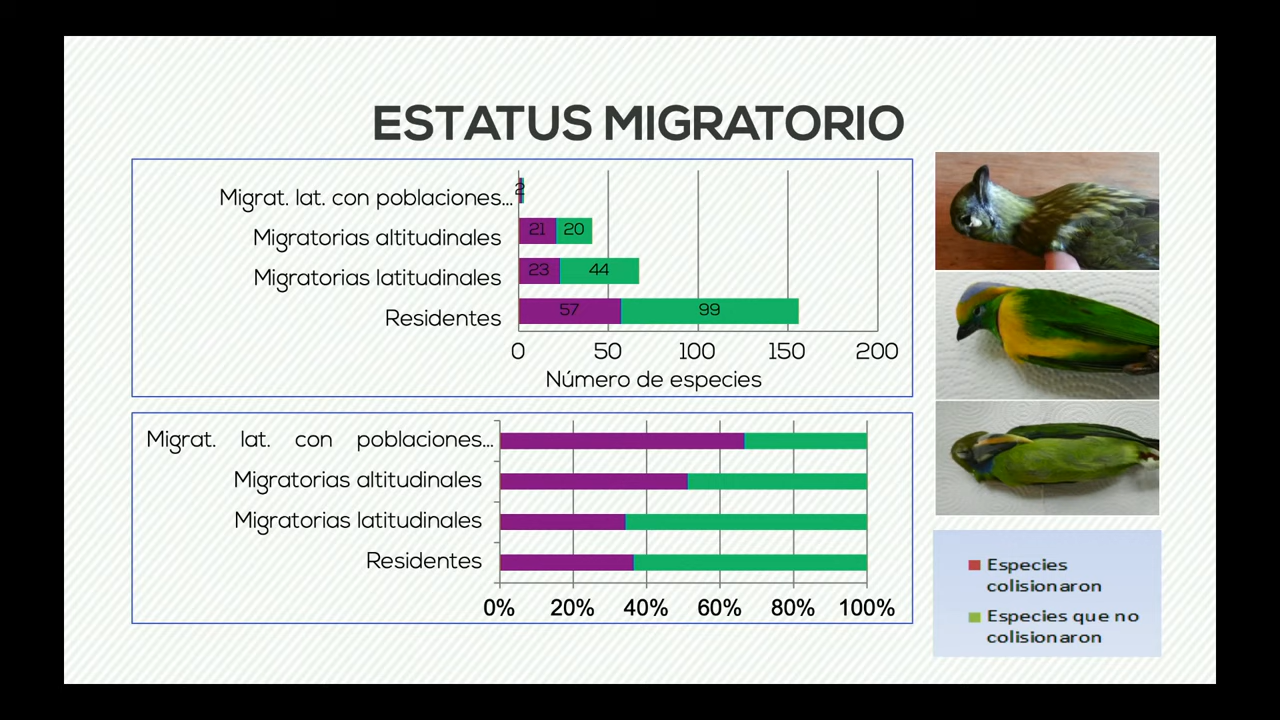 ESTATUS MIGRATORIO
Migrat. lat. con poblaciones...
2
Migratorias altitudinales
21 20
Migratorias latitudinales
23 44
Residentes
57 99
0 50 100 150 200
Número de especies
Migrat. lat. con poblaciones...
Migratorias altitudinales
Migratorias latitudinales
Residentes
0% 20% 40% 60% 80% 100%
Especies
colisionaron
Especies que no
colisionaron